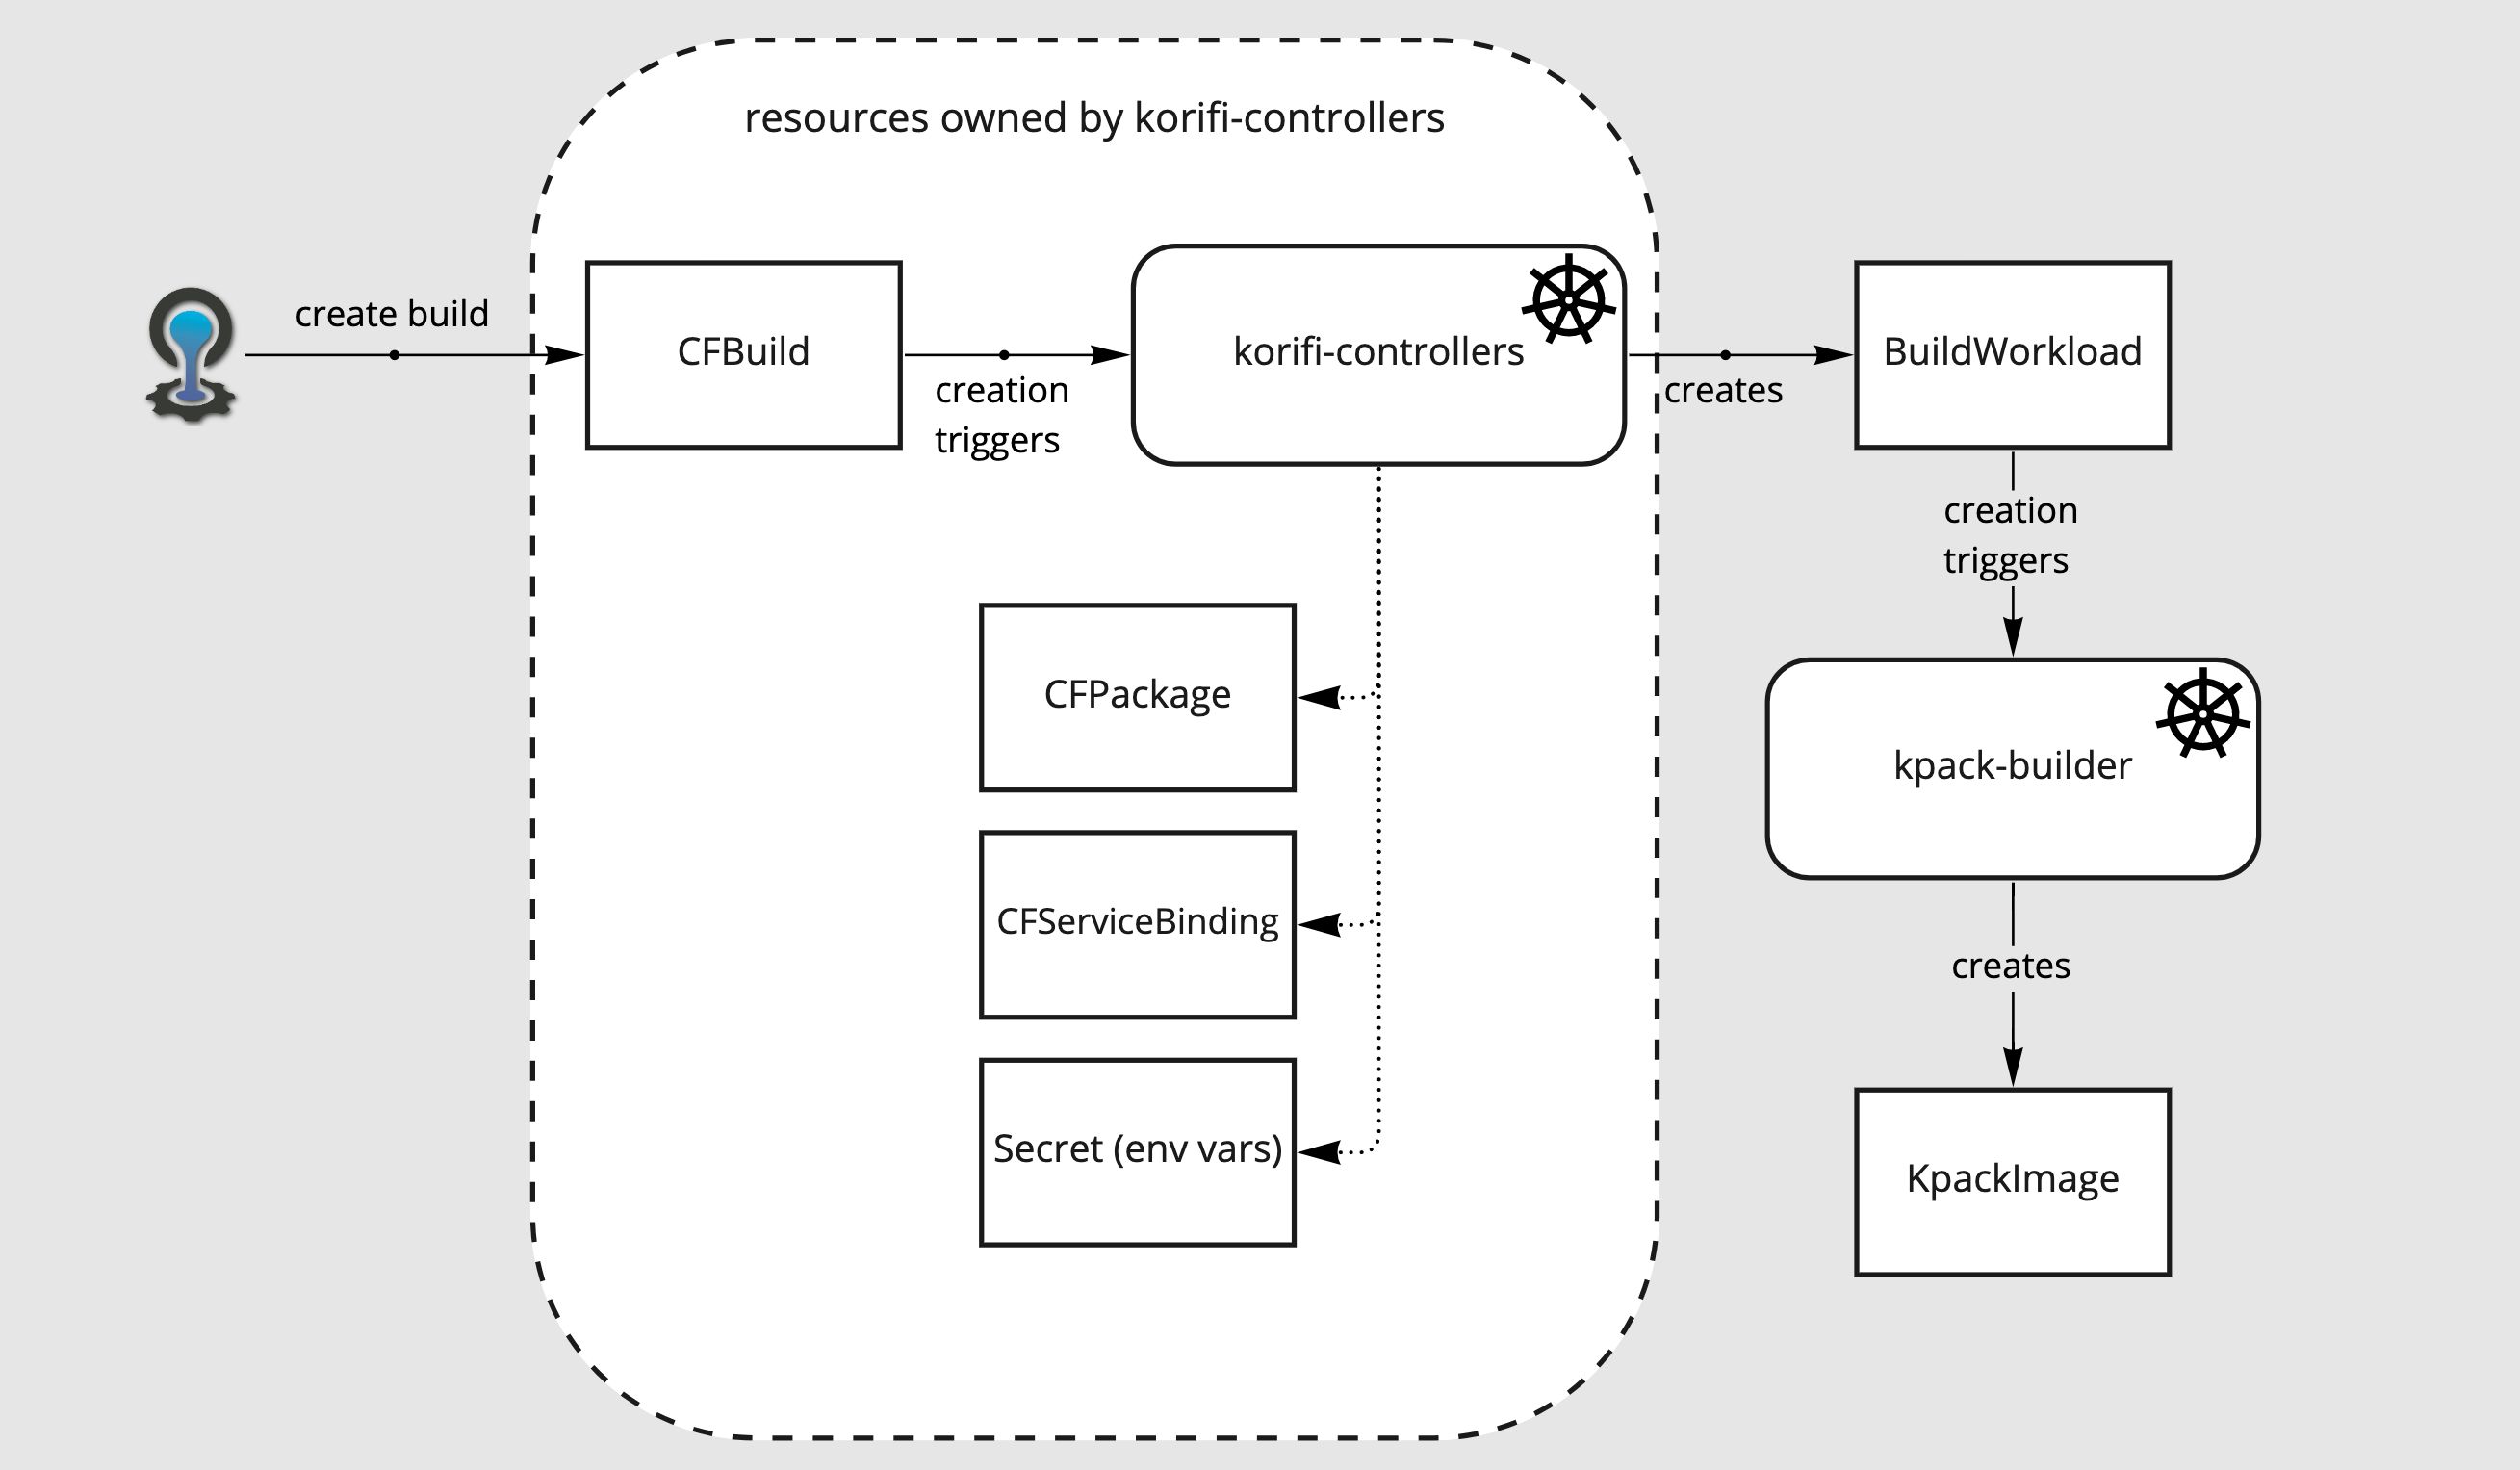 resources owned by korifi-controllers
create build
CFBuild
creation
triggers
korifi-controllers
creates
BuildWorkload
creation
triggers
CFPackage
kpack-builder
CFServiceBinding
creates
Secret (env vars)
KpackImage